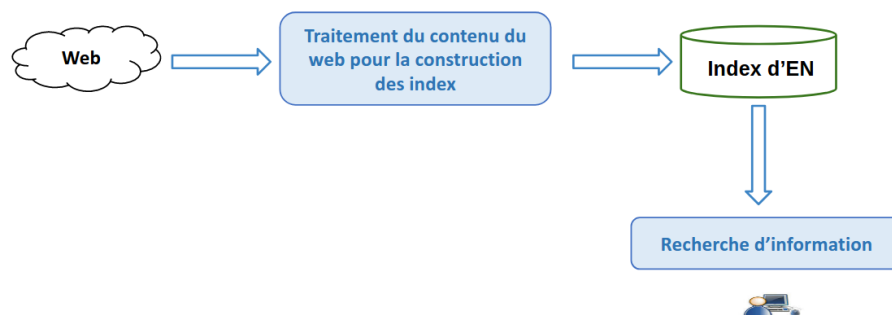 Web
Traitement du contenu du
web pour la construction
des index
Index d’EN
Recherche d’information